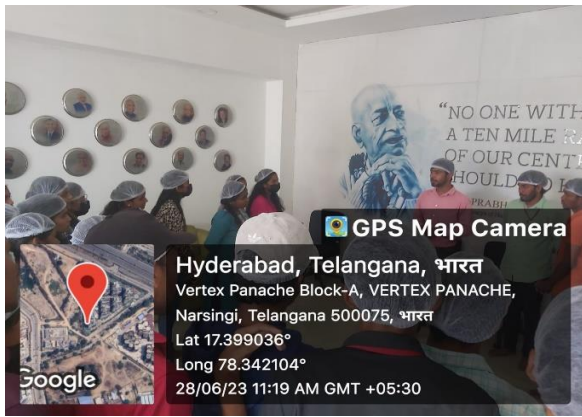 “NO ONE WITH
A TEN MILE
OF OUR CENT
HOULD
PRABH
GPS Map Camera
Hyderabad, Telangana, भारत
Vertex Panache Block-A, VERTEX PANACHE,
Narsingi, Telangana 500075, भारत
Lat 17.399036°
Long 78.342104°
28/06/23 11:19 AM GMT +05:30
Google